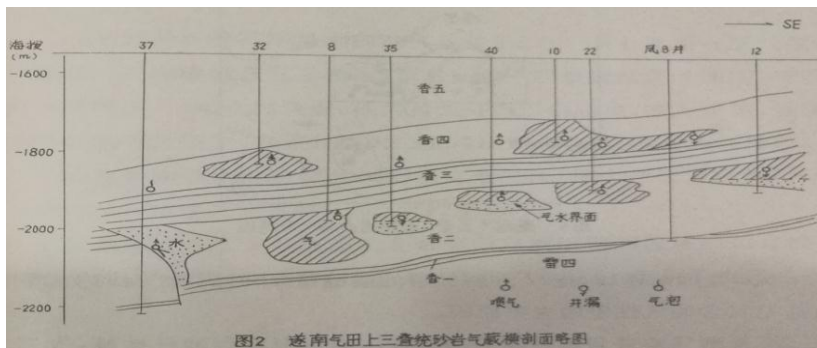 SE
海拔 37 32 8 35 40 10 22 凤8井 12
(m)
-1600
香五
香四
-1800
香三
气水界面
-2000
水 气 香二
香一 雷四
喷气 井漏 气泡
-2200
图2 遂南气田上三叠统砂岩气藏横剖面略图